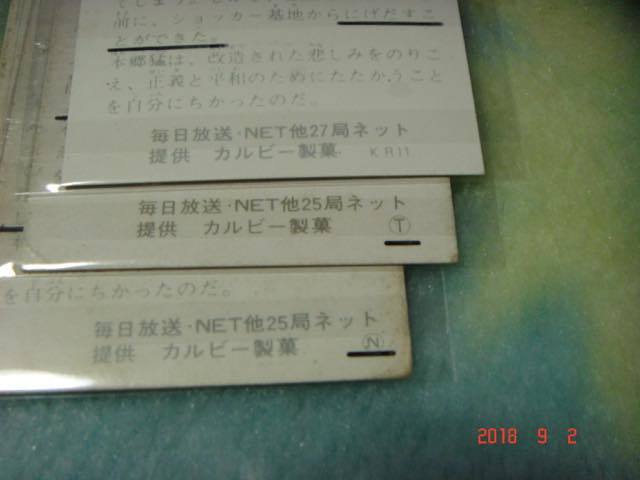 前に、ショッカー基地からにげだすこ
とができた。
本郷猛は、改造された悲しみをのりこ
え、正義と平和のためにたたかうこと
を自分にちかったのだ。
毎日放送・NET他27局ネット
提供 カルビー製菓 KR11
毎日放送・NET他25局ネット
提供 カルビー製菓 Ⓣ
を自分にちかったのだ。
毎日放送・NET他25局ネット
提供 カルビー製菓 Ⓝ
2018 9 2